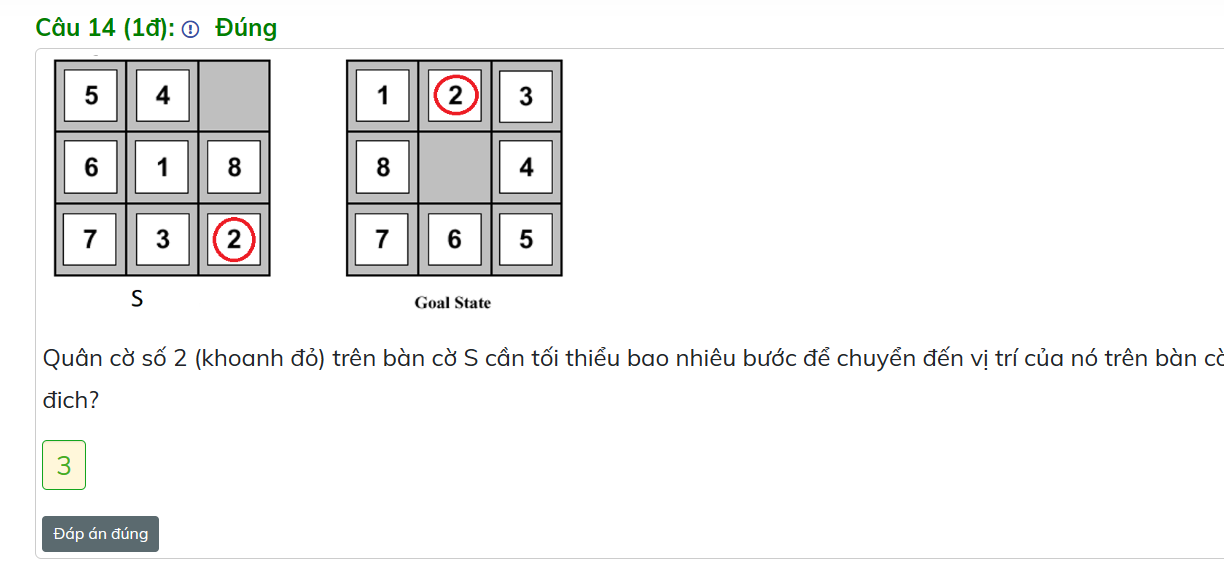 Câu 14 (1đ): Đúng
5 4 1 2 3
6 1 8 8 4
7 3 2 7 6 5
S Goal State
Quân cờ số 2 (khoanh đỏ) trên bàn cờ S cần tối thiểu bao nhiêu bước để chuyển đến vị trí của nó trên bàn cờ
đich?
3
Đáp án đúng